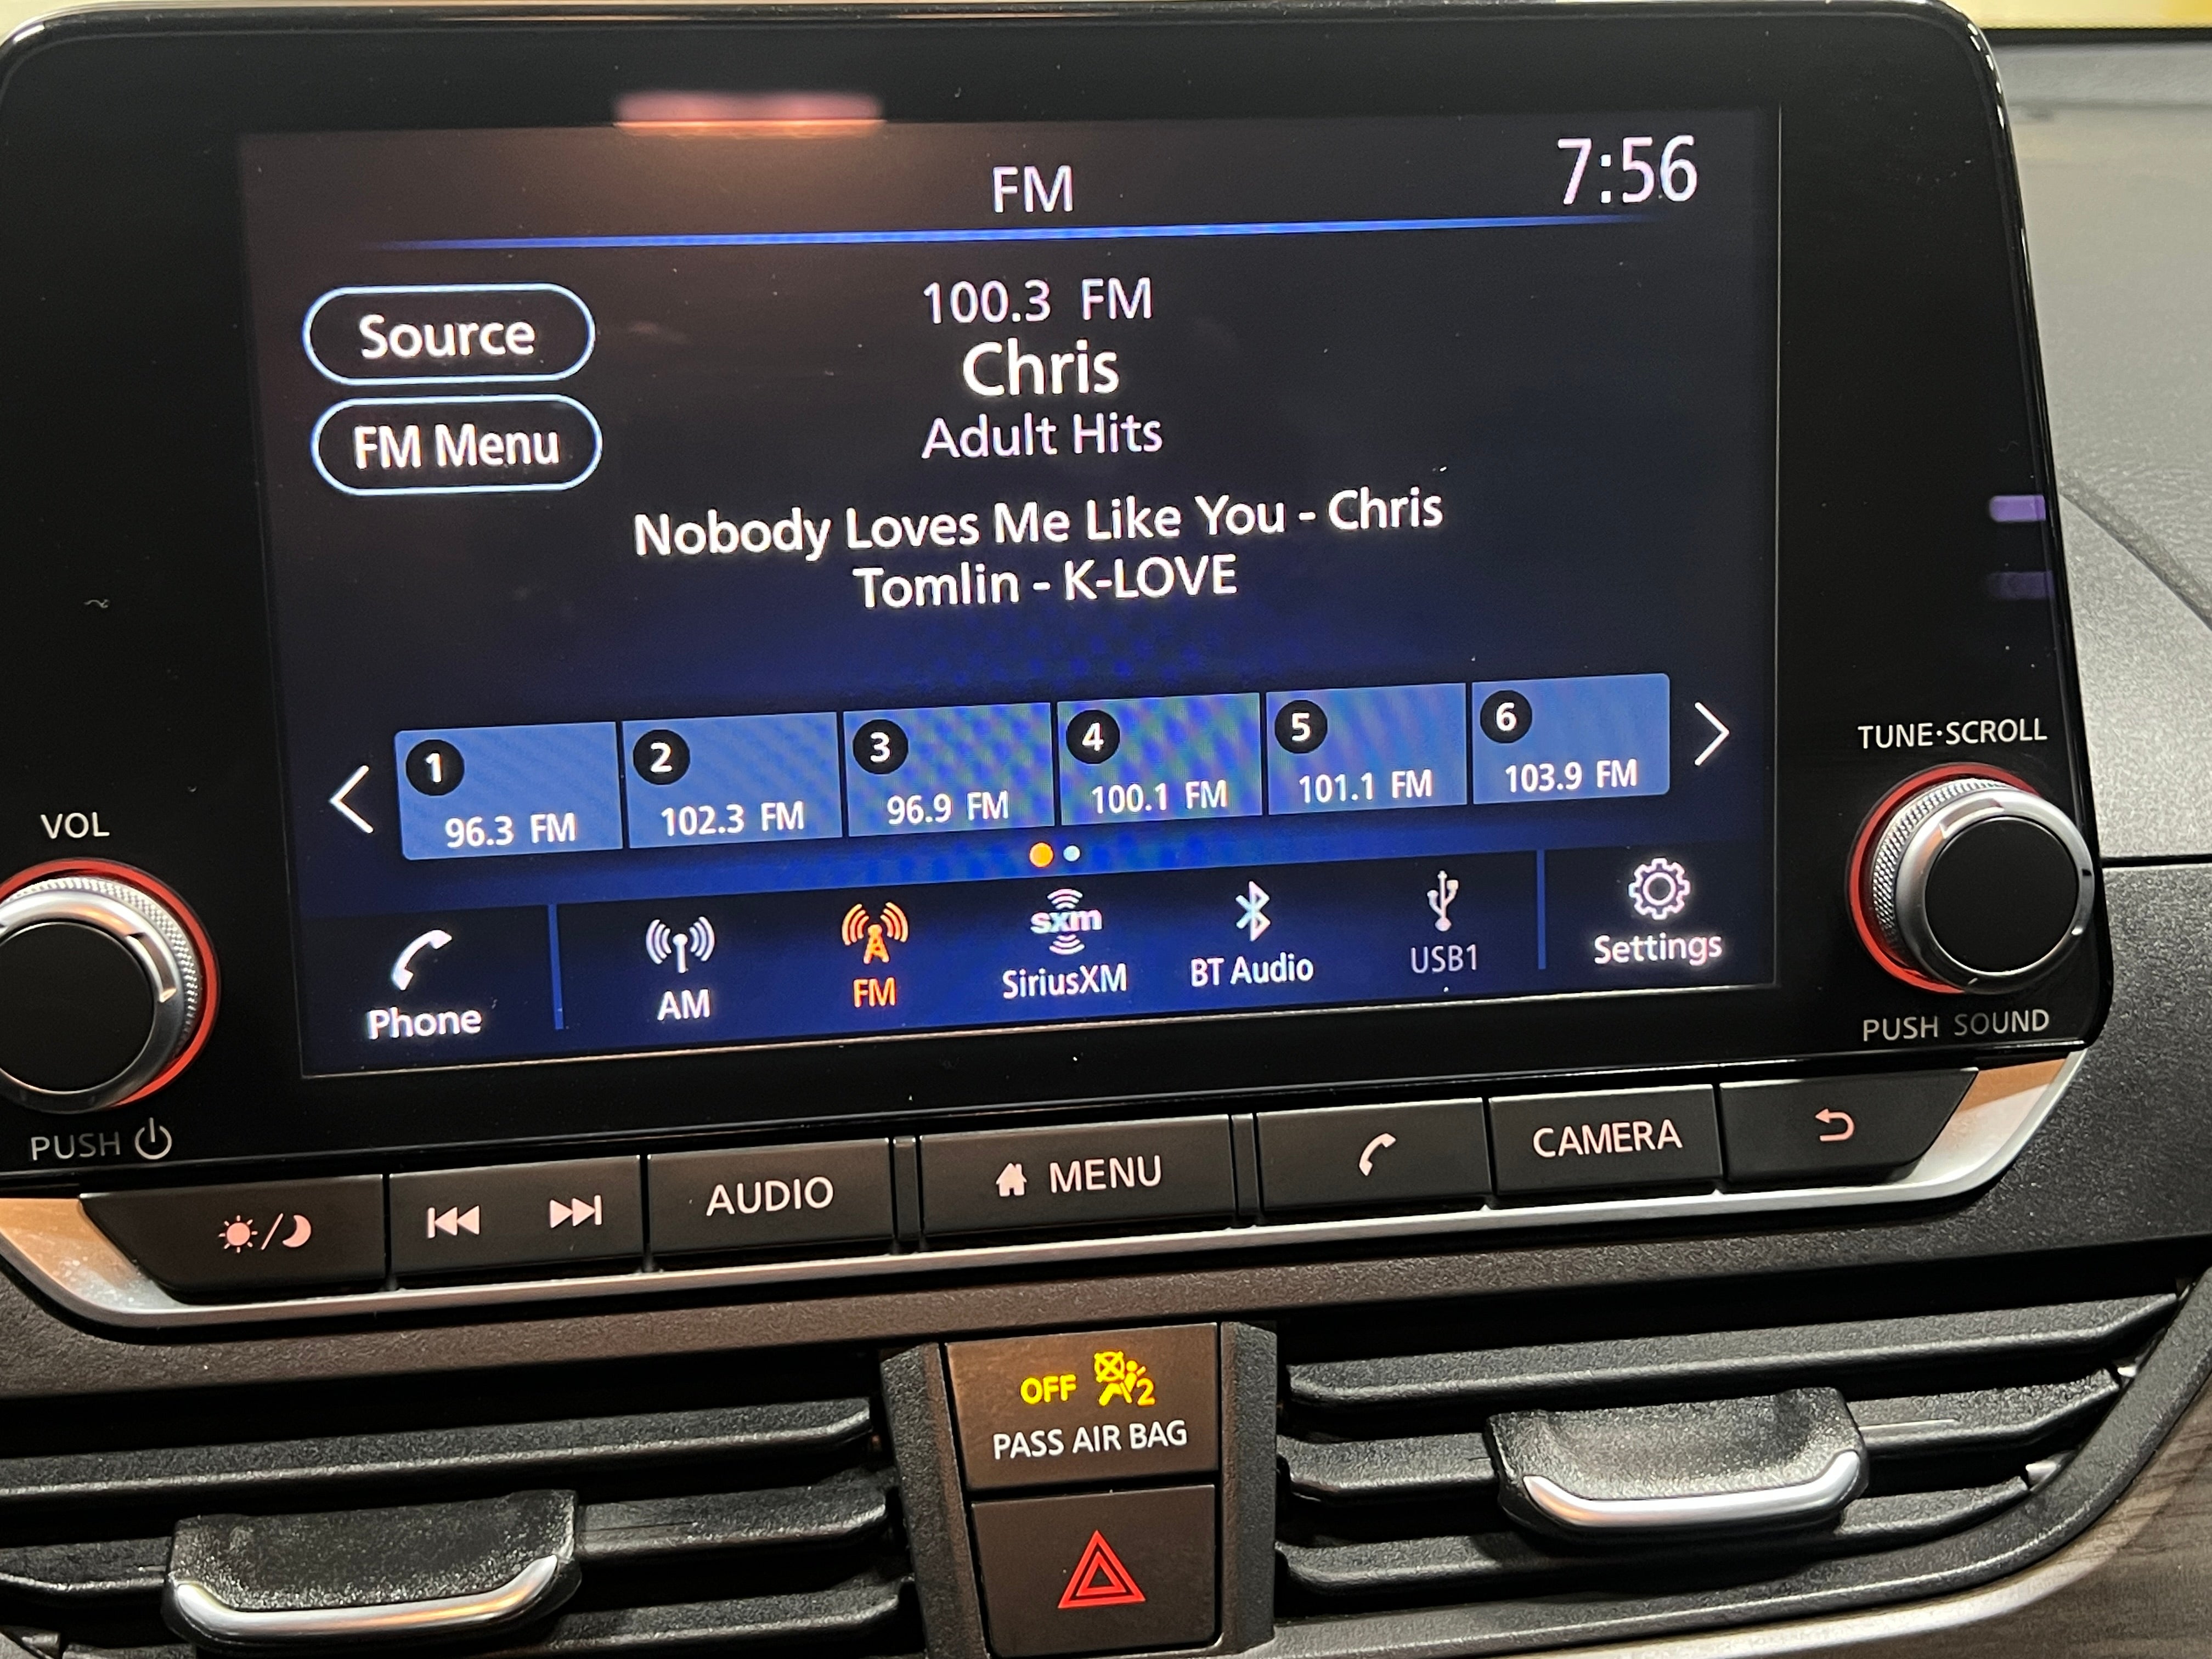 FM
7:56
Source
FM Menu
100.3 FM
Chris
Adult Hits
Nobody Loves Me Like You - Chris
Tomlin - K-LOVE
1
96.3 FM
2
102.3 FM
3
96.9 FM
4
100.1 FM
5
101.1 FM
6
103.9 FM
Phone
AM
FM
sxm
SiriusXM
BT Audio
USB1
Settings
VOL
PUSH
TUNE·SCROLL
PUSH SOUND
AUDIO
MENU
CAMERA
OFF 2
PASS AIR BAG